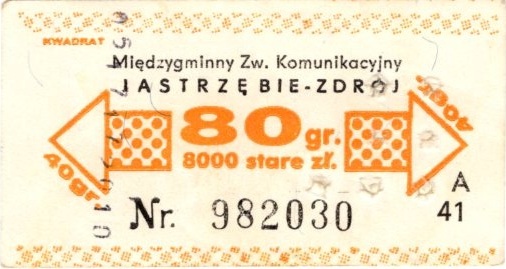 KWADRAT
Międzygminny Zw. Komunikacyjny
JASTRZĘBIE-ZDRÓJ
80 gr.
8000 stare zł.
40gr.
40gr.
Nr. 982030
A
41